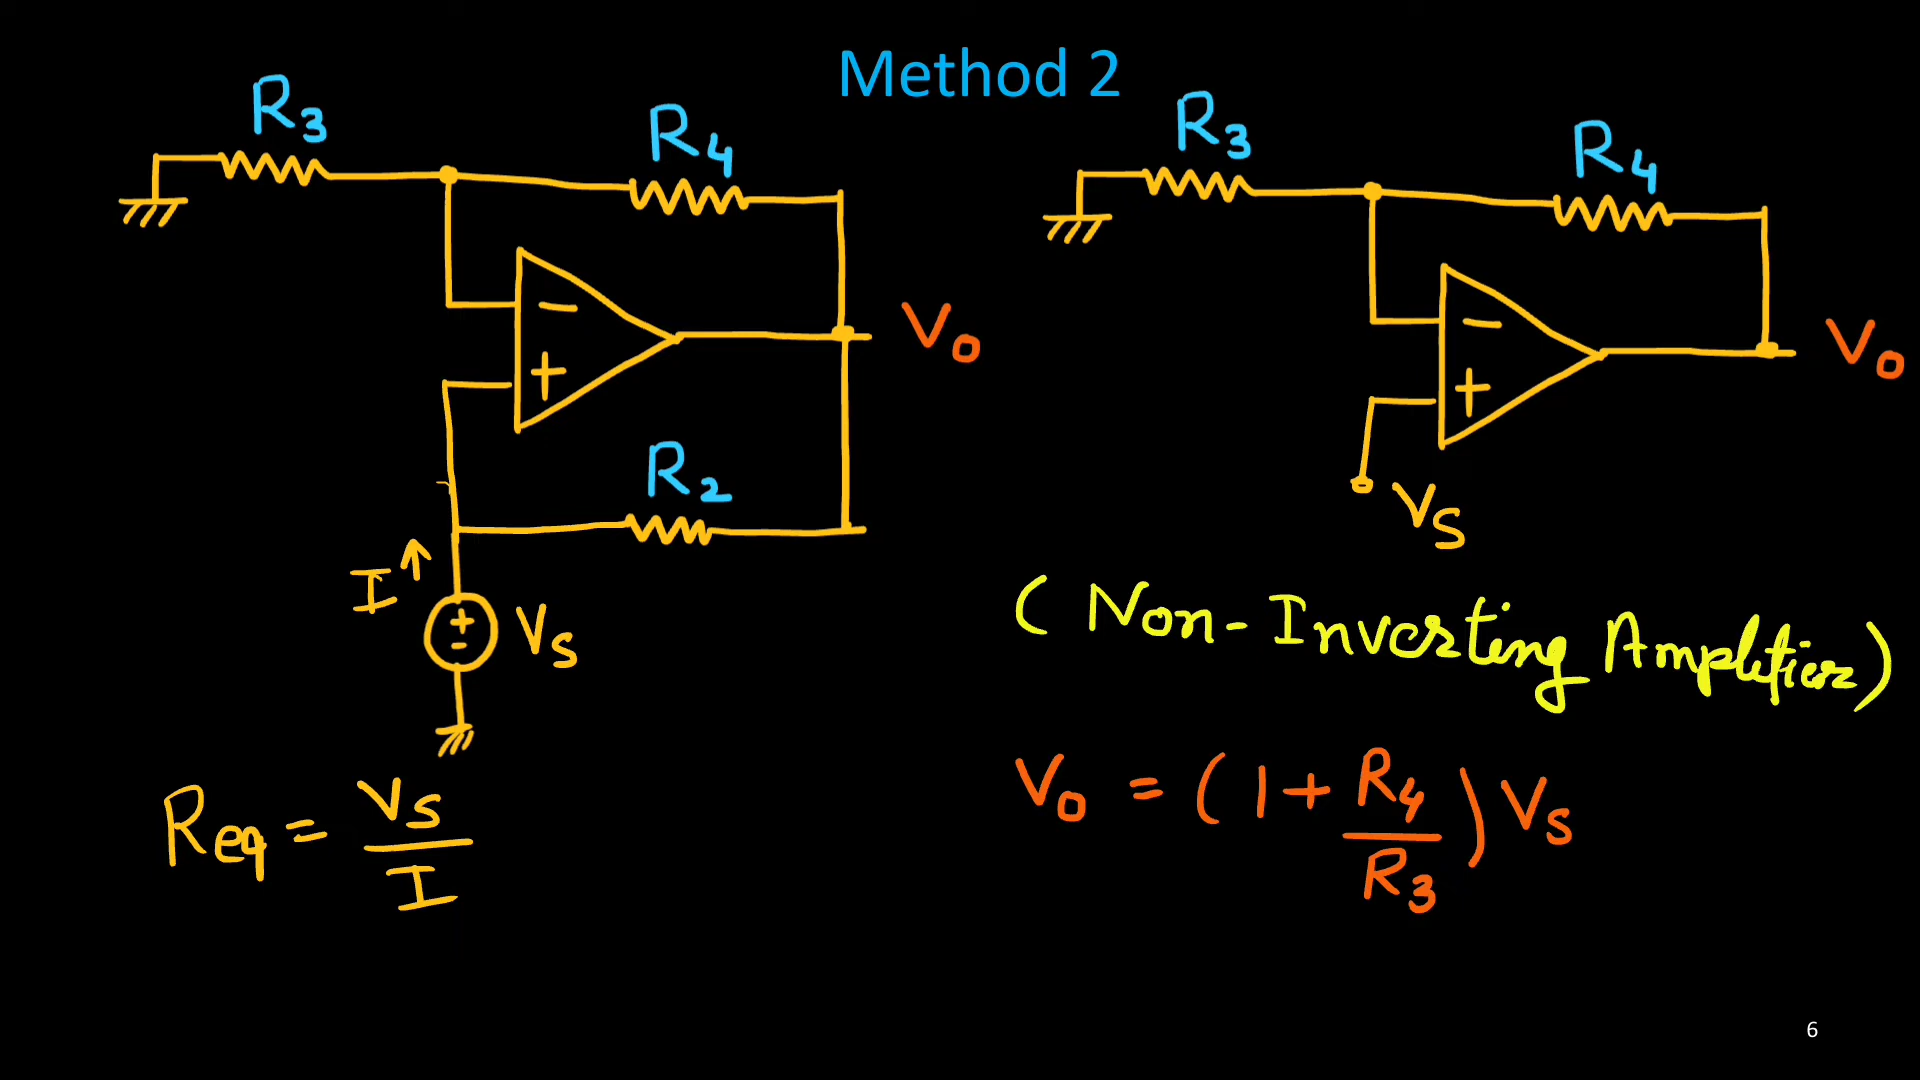 Method 2
R3
R4
−
+
Vo
R2
I↑
+
−
Vs
Req = Vs / I
R3
R4
−
+
Vo
Vs
(Non-Inverting Amplifier)
Vo = (1 + R4 / R3) Vs
6